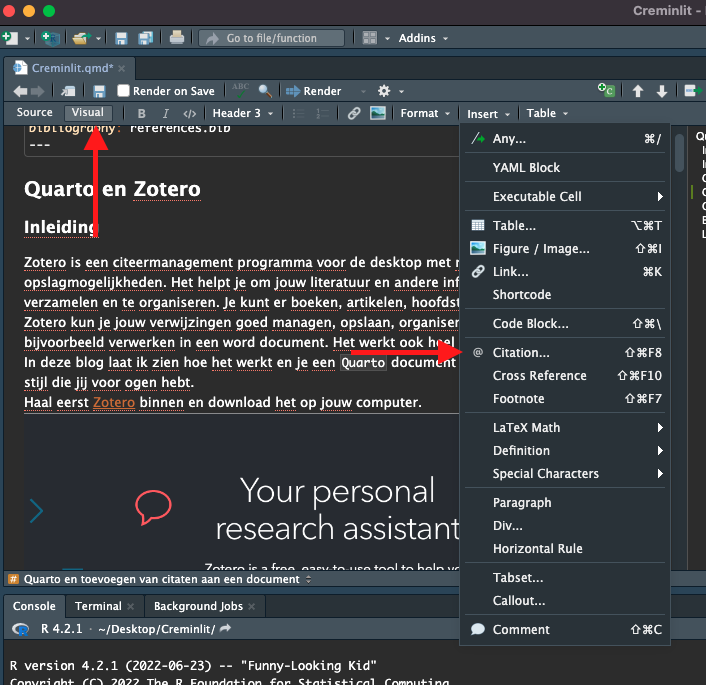 Creminlit -
Go to file/function
Addins
Creminlit.qmd*
Render on Save
ABC
Render
Source Visual B I </> Header 3 Format Insert Table
bibliography: references.bib
---
Quarto en Zotero
Inleiding
Zotero is een citeermanagement programma voor de desktop met
opslagmogelijkheden. Het helpt je om jouw literatuur en andere inf
verzamelen en te organiseren. Je kunt er boeken, artikelen, hoofdst
Zotero kun je jouw verwijzingen goed managen, opslaan, organiser
bijvoorbeeld verwerken in een word document. Het werkt ook heel
In deze blog laat ik zien hoe het werkt en je een Quarto document
stijl die jij voor ogen hebt.
Haal eerst Zotero binnen en download het op jouw computer.
Your personal
research assistant
Zotero is a free, easy-to-use tool to help you
Any... ⌘/
YAML Block
Executable Cell
Table... ⌥⌘T
Figure / Image... ⇧⌘I
Link... ⌘K
Shortcode
Code Block... ⇧⌘\
@ Citation... ⇧⌘F8
Cross Reference ⇧⌘F10
Footnote ⇧⌘F7
LaTeX Math
Definition
Special Characters
Paragraph
Div...
Horizontal Rule
Tabset...
Callout...
Comment ⇧⌘C
# Quarto en toevoegen van citaten aan een document
Console Terminal Background Jobs
R 4.2.1 · ~/Desktop/Creminlit/
R version 4.2.1 (2022-06-23) -- "Funny-Looking Kid"
Copyright (C) 2022 The R Foundation for Statistical Computing